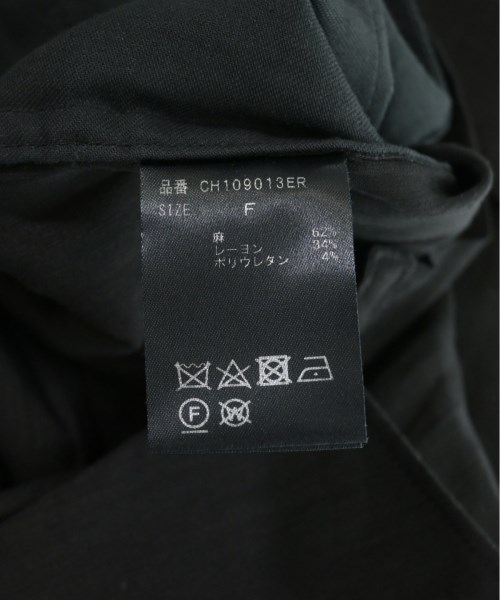 品番 CH109013ER
SIZE F
麻 62%
レーヨン 34%
ポリウレタン 4%
F W